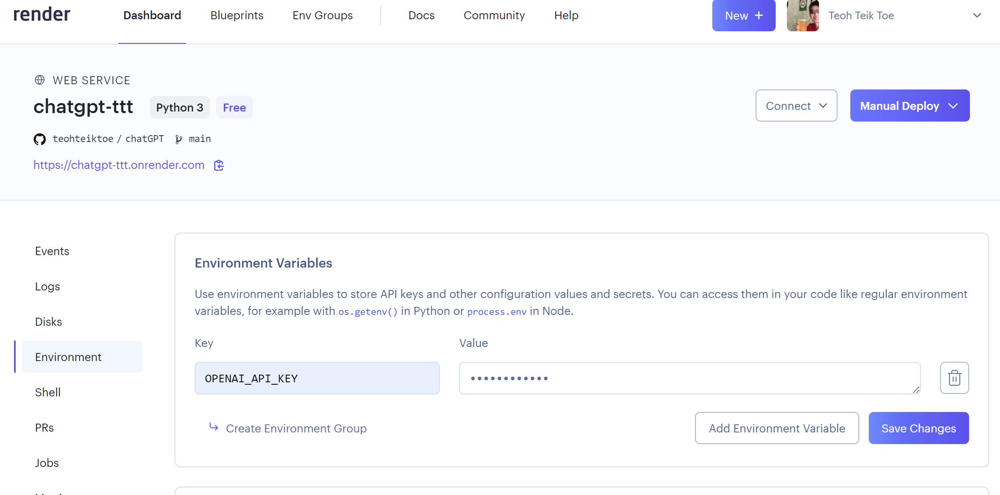 render
Dashboard
Blueprints
Env Groups
Docs
Community
Help
New +
Teoh Teik Toe
WEB SERVICE
chatgpt-ttt
Python 3
Free
Connect
Manual Deploy
teohteiktoe / chatGPT
main
https://chatgpt-ttt.onrender.com
Events
Logs
Disks
Environment
Shell
PRs
Jobs
Environment Variables
Use environment variables to store API keys and other configuration values and secrets. You can access them in your code like regular environment
variables, for example with os.getenv() in Python or process.env in Node.
Key
Value
OPENAI_API_KEY
••••••••••••
Create Environment Group
Add Environment Variable
Save Changes